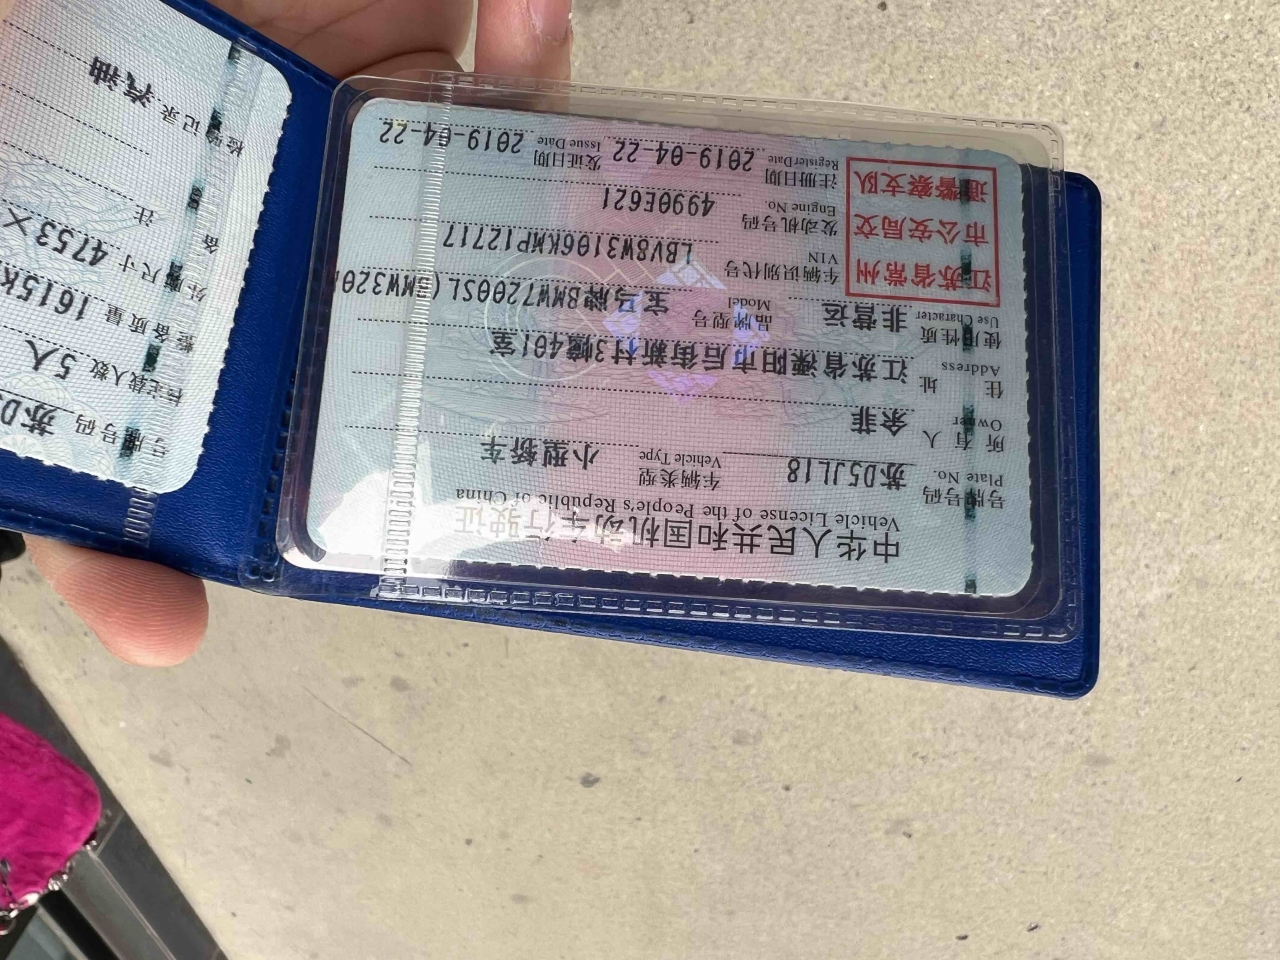 中华人民共和国机动车行驶证
Vehicle License of the People's Republic of China
号牌号码 Plate No. 苏D5JL18 车辆类型 Vehicle Type 小型轿车
所有人 Owner 余菲
住址 Address 江苏省溧阳市后街新村3幢401室
使用性质 Use Character 非营运 品牌型号 Model 宝马牌BMW7200SL(BMW320
江苏省常州市公安局交通警察支队
车辆识别代号 VIN LBV8W3106KMP12717
发动机号码 Engine No. 4990E621
注册日期 Register Date 2019-04-22 发证日期 Issue Date 2019-04-22
号牌号码 苏D
核定载人数 5人
整备质量 1615K
外廓尺寸 4753×
备注
检验记录 汽油